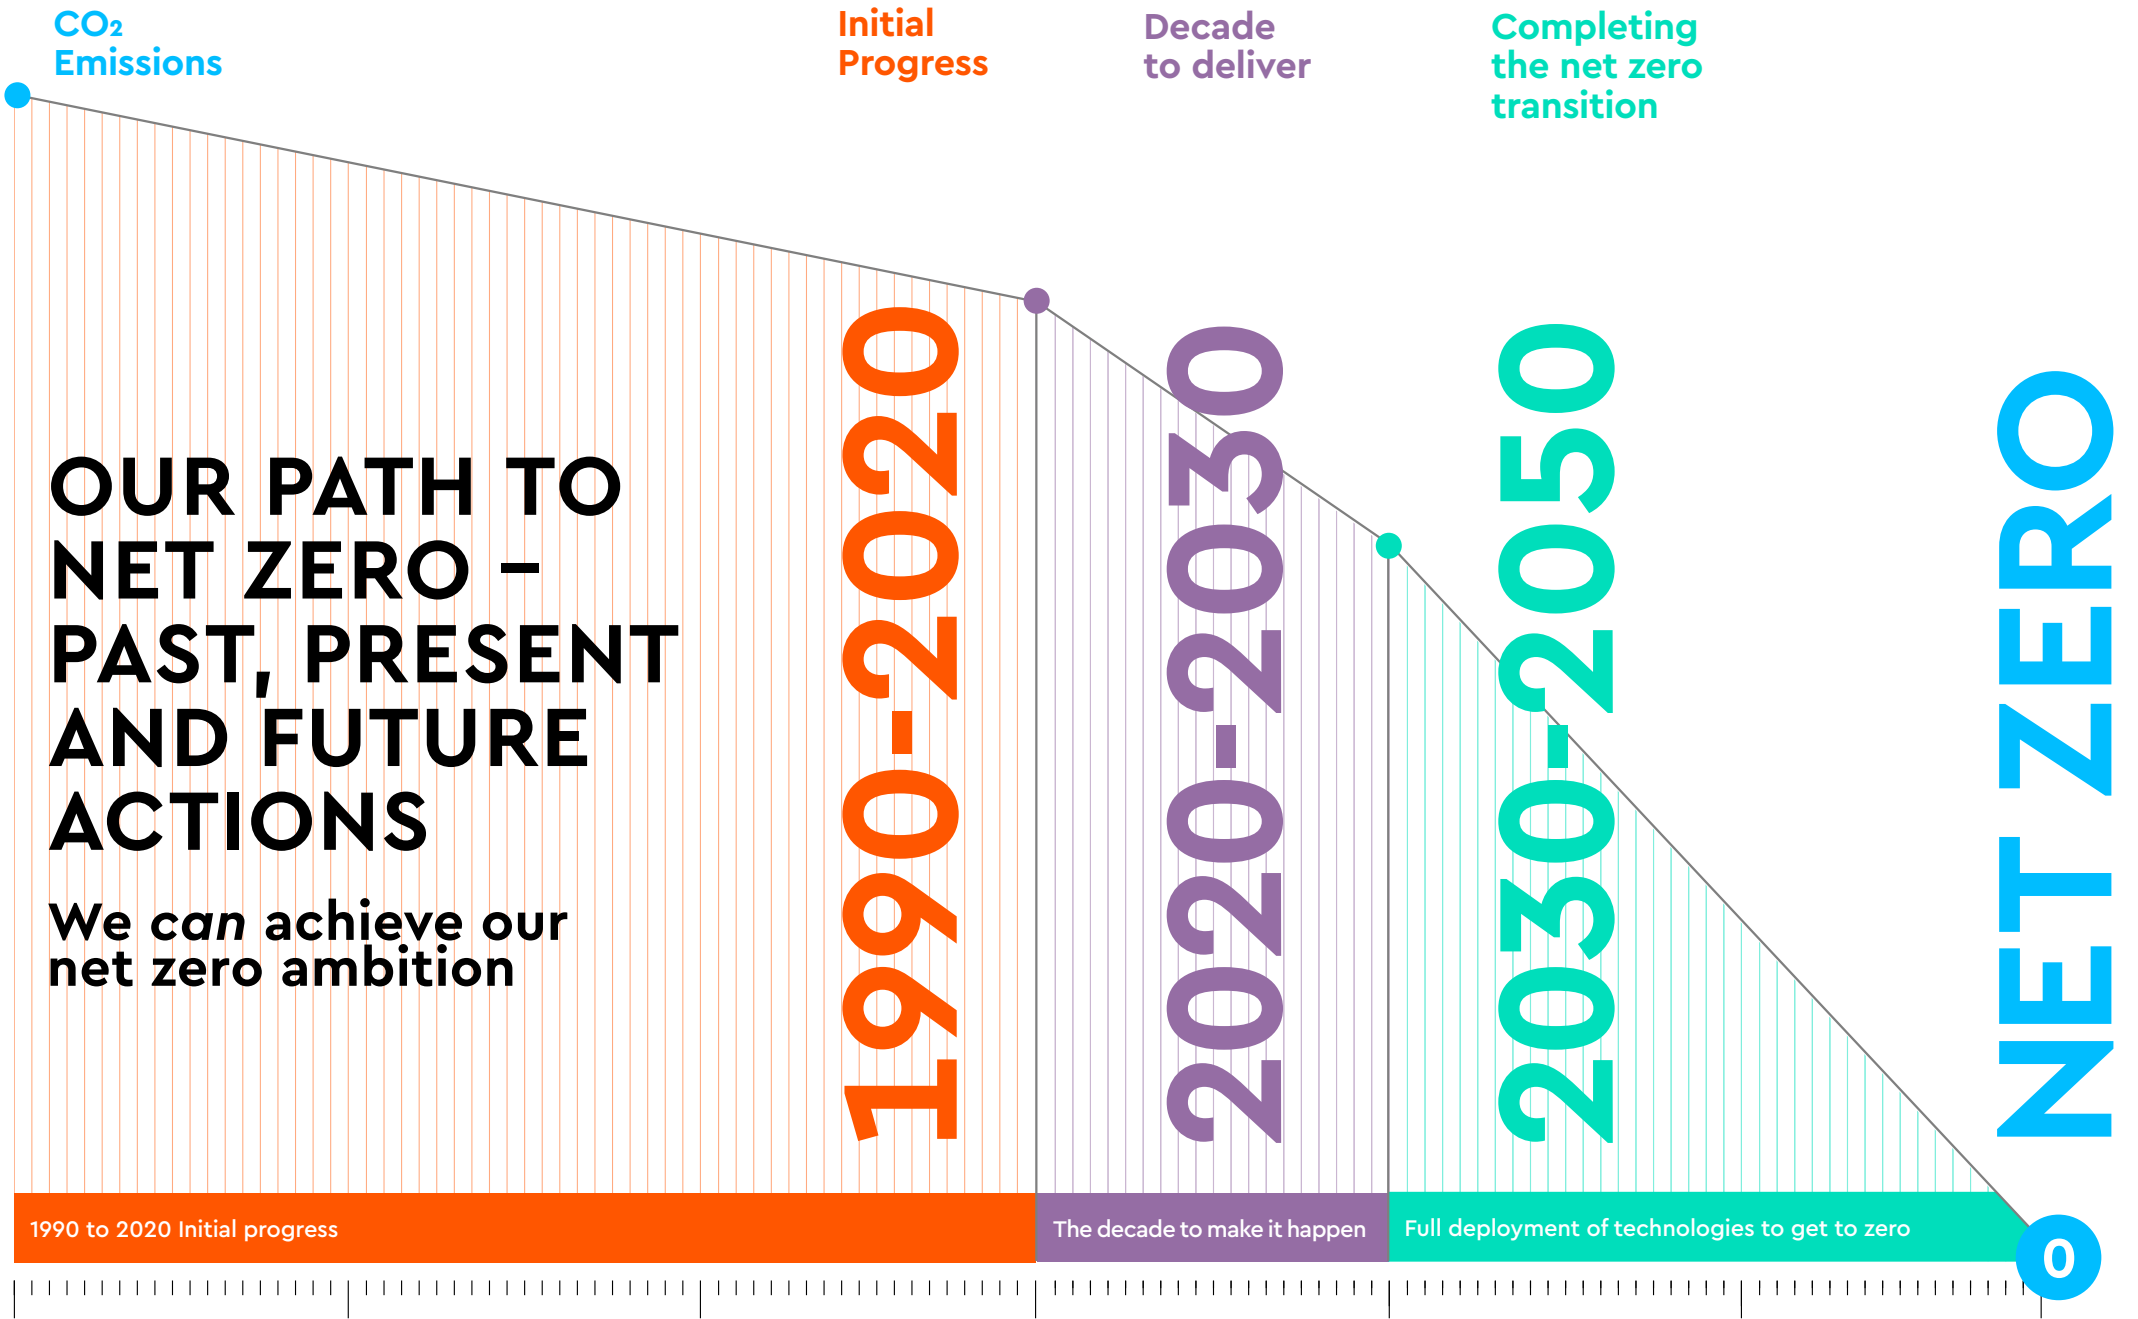 CO₂
Emissions
Initial
Progress
Decade
to deliver
Completing
the net zero
transition
OUR PATH TO
NET ZERO –
PAST, PRESENT
AND FUTURE
ACTIONS
We can achieve our
net zero ambition
1990-2020
2020-2030
2030-2050
NET ZERO
1990 to 2020 Initial progress
The decade to make it happen
Full deployment of technologies to get to zero
0